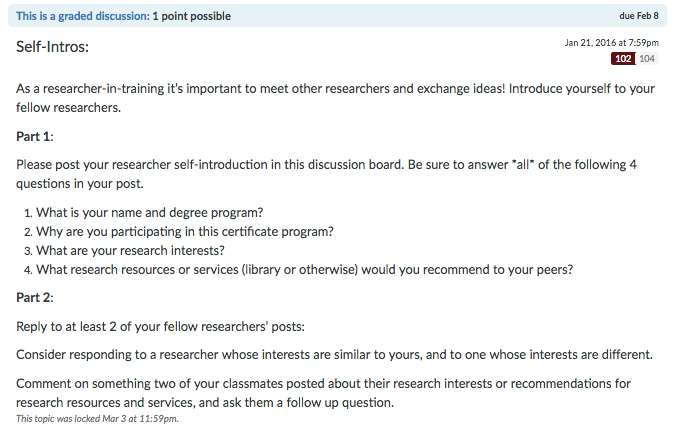 This is a graded discussion: 1 point possible
due Feb 8
Self-Intros:
Jan 21, 2016 at 7:59pm
102 104
As a researcher-in-training it's important to meet other researchers and exchange ideas! Introduce yourself to your
fellow researchers.
Part 1:
Please post your researcher self-introduction in this discussion board. Be sure to answer *all* of the following 4
questions in your post.
1. What is your name and degree program?
2. Why are you participating in this certificate program?
3. What are your research interests?
4. What research resources or services (library or otherwise) would you recommend to your peers?
Part 2:
Reply to at least 2 of your fellow researchers' posts:
Consider responding to a researcher whose interests are similar to yours, and to one whose interests are different.
Comment on something two of your classmates posted about their research interests or recommendations for
research resources and services, and ask them a follow up question.
This topic was locked Mar 3 at 11:59pm.